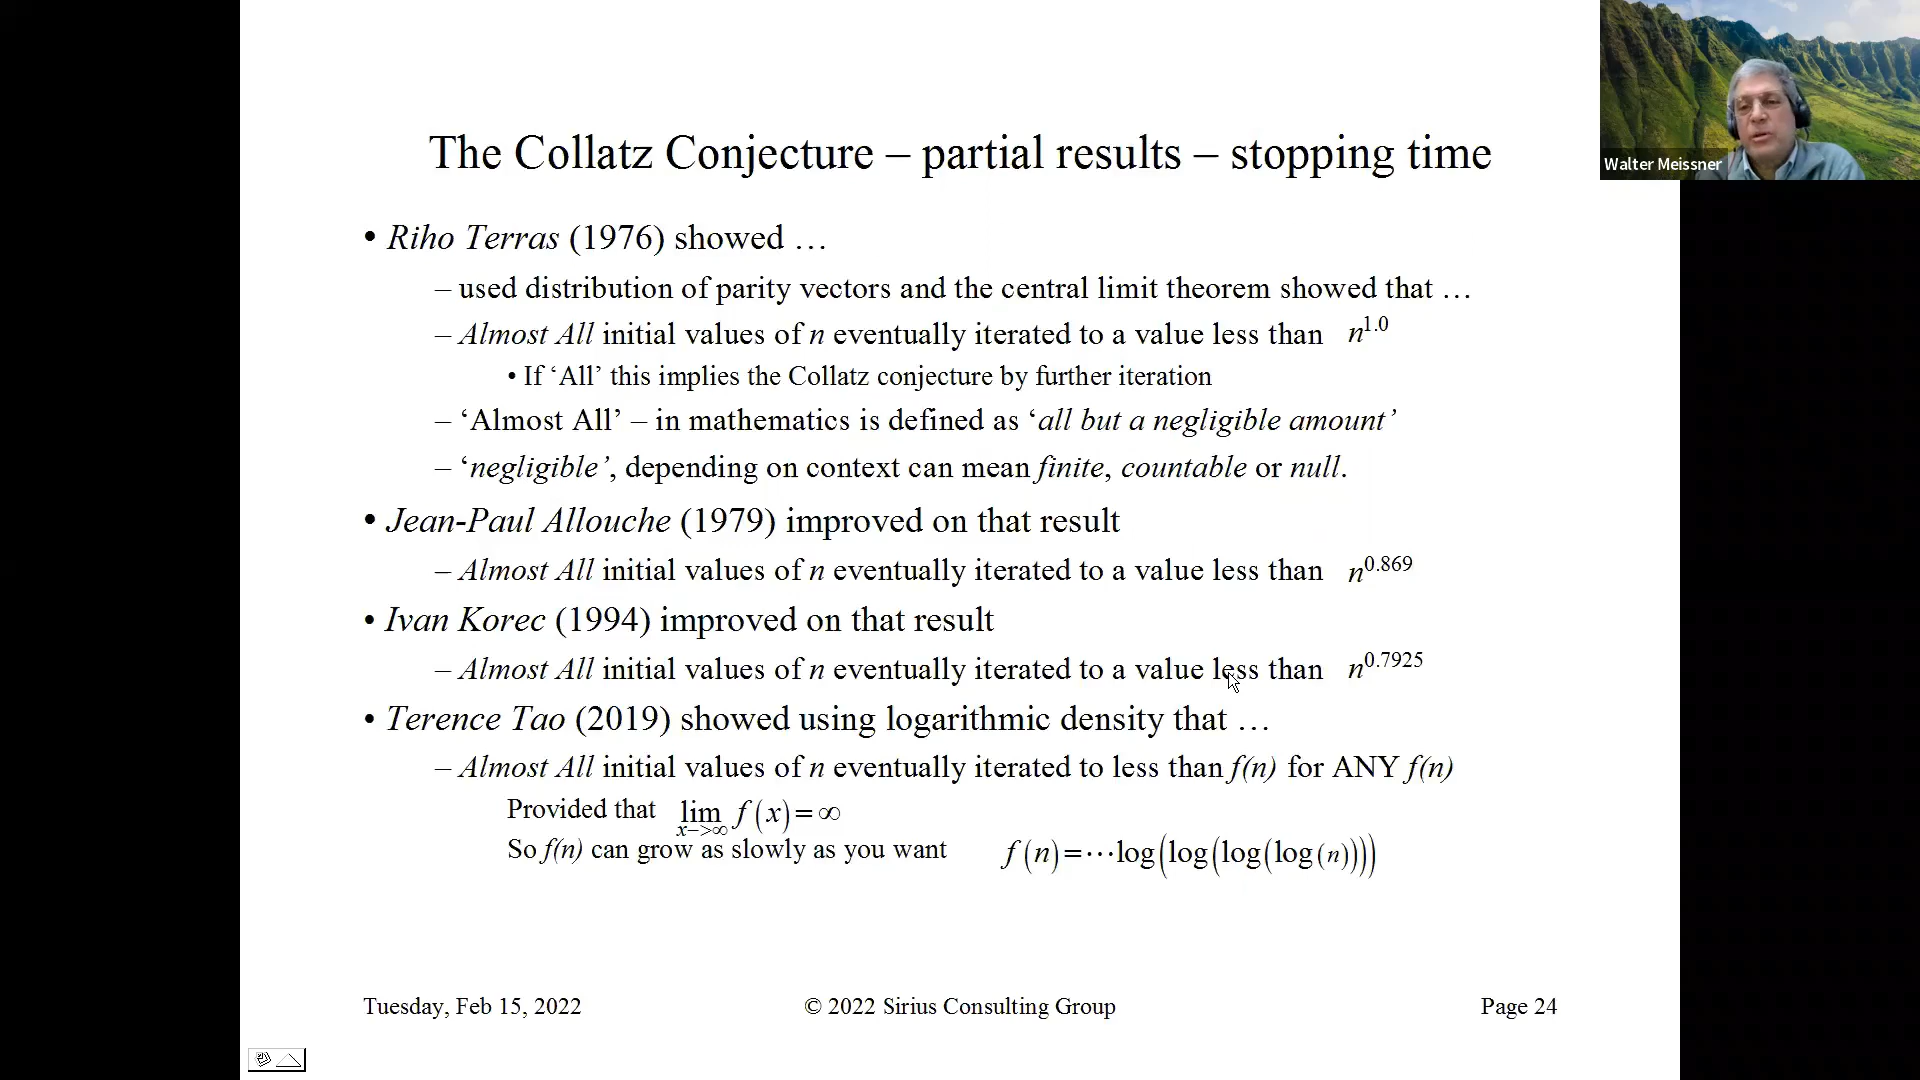 The Collatz Conjecture – partial results – stopping time
Walter Meissner
• Riho Terras (1976) showed …
– used distribution of parity vectors and the central limit theorem showed that …
– Almost All initial values of n eventually iterated to a value less than n^1.0
• If ‘All’ this implies the Collatz conjecture by further iteration
– ‘Almost All’ – in mathematics is defined as ‘all but a negligible amount’
– ‘negligible’, depending on context can mean finite, countable or null.
• Jean-Paul Allouche (1979) improved on that result
– Almost All initial values of n eventually iterated to a value less than n^0.869
• Ivan Korec (1994) improved on that result
– Almost All initial values of n eventually iterated to a value less than n^0.7925
• Terence Tao (2019) showed using logarithmic density that …
– Almost All initial values of n eventually iterated to less than f(n) for ANY f(n)
Provided that lim x–>∞ f(x)=∞
So f(n) can grow as slowly as you want f(n)=⋯log(log(log(log(n))))
Tuesday, Feb 15, 2022 © 2022 Sirius Consulting Group Page 24